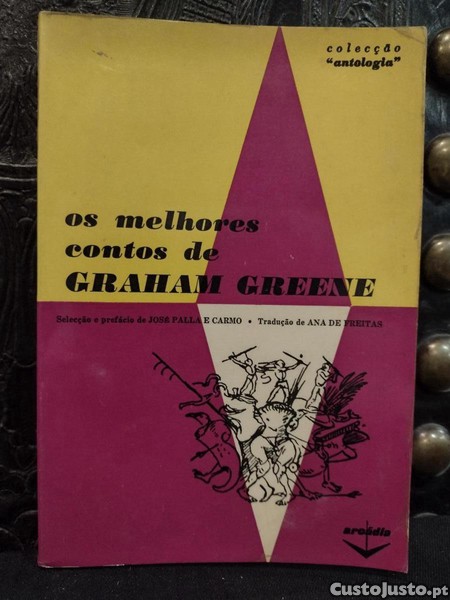 colecção
"antologia"
os melhores
contos de
GRAHAM GREENE
Selecção e prefácio de JOSÉ PALLA E CARMO • Tradução de ANA DE FREITAS
arcádia
CustoJusto.pt